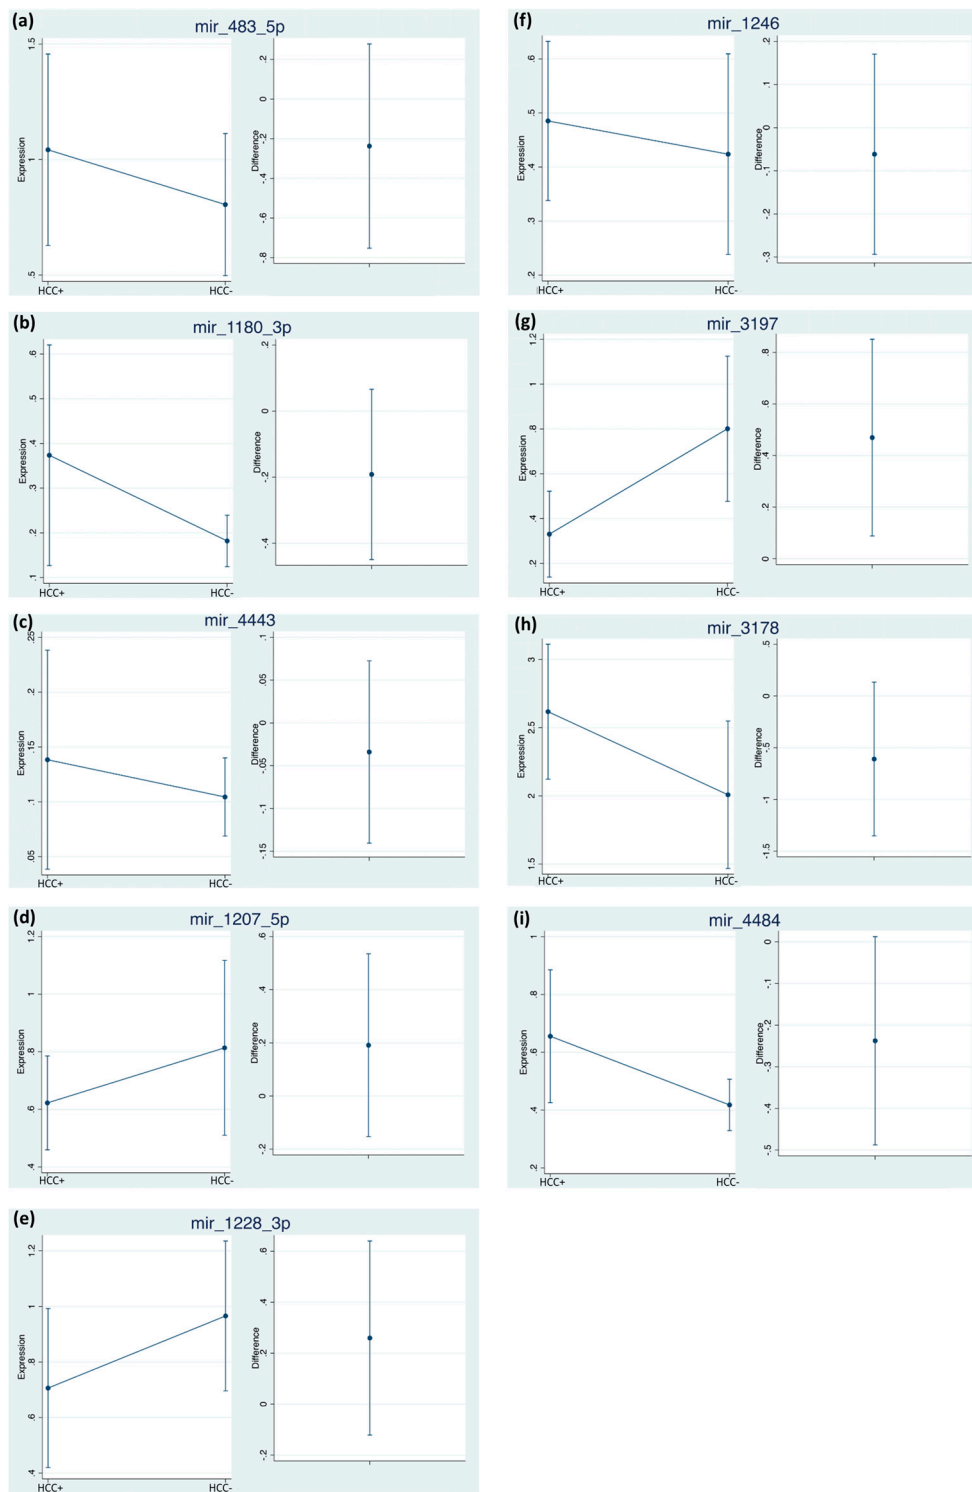 (a)
mir_483_5p
Expression
1.5
1
.5
HCC+
HCC-
Difference
.2
0
-.2
-.4
-.6
-.8
(b)
mir_1180_3p
Expression
.6
.5
.4
.3
.2
.1
HCC+
HCC-
Difference
.2
0
-.2
-.4
(c)
mir_4443
Expression
.25
.2
.15
.1
.05
HCC+
HCC-
Difference
.1
.05
0
-.05
-.1
-.15
(d)
mir_1207_5p
Expression
1.2
1
.8
.6
.4
HCC+
HCC-
Difference
.6
.4
.2
0
-.2
(e)
mir_1228_3p
Expression
1.2
1
.8
.6
.4
HCC+
HCC-
Difference
.6
.4
.2
0
-.2
(f)
mir_1246
Expression
.6
.5
.4
.3
.2
HCC+
HCC-
Difference
.2
.1
0
-.1
-.2
-.3
(g)
mir_3197
Expression
1.2
1
.8
.6
.4
.2
HCC+
HCC-
Difference
.8
.6
.4
.2
0
(h)
mir_3178
Expression
3
2.5
2
1.5
HCC+
HCC-
Difference
.5
0
-.5
-1
-1.5
(i)
mir_4484
Expression
1
.8
.6
.4
.2
HCC+
HCC-
Difference
0
-.1
-.2
-.3
-.4
-.5